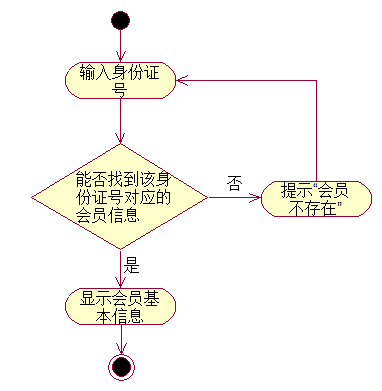 输入身份证
号
能否找到该身
份证号对应的
会员信息
否
提示“会员
不存在”
是
显示会员基
本信息